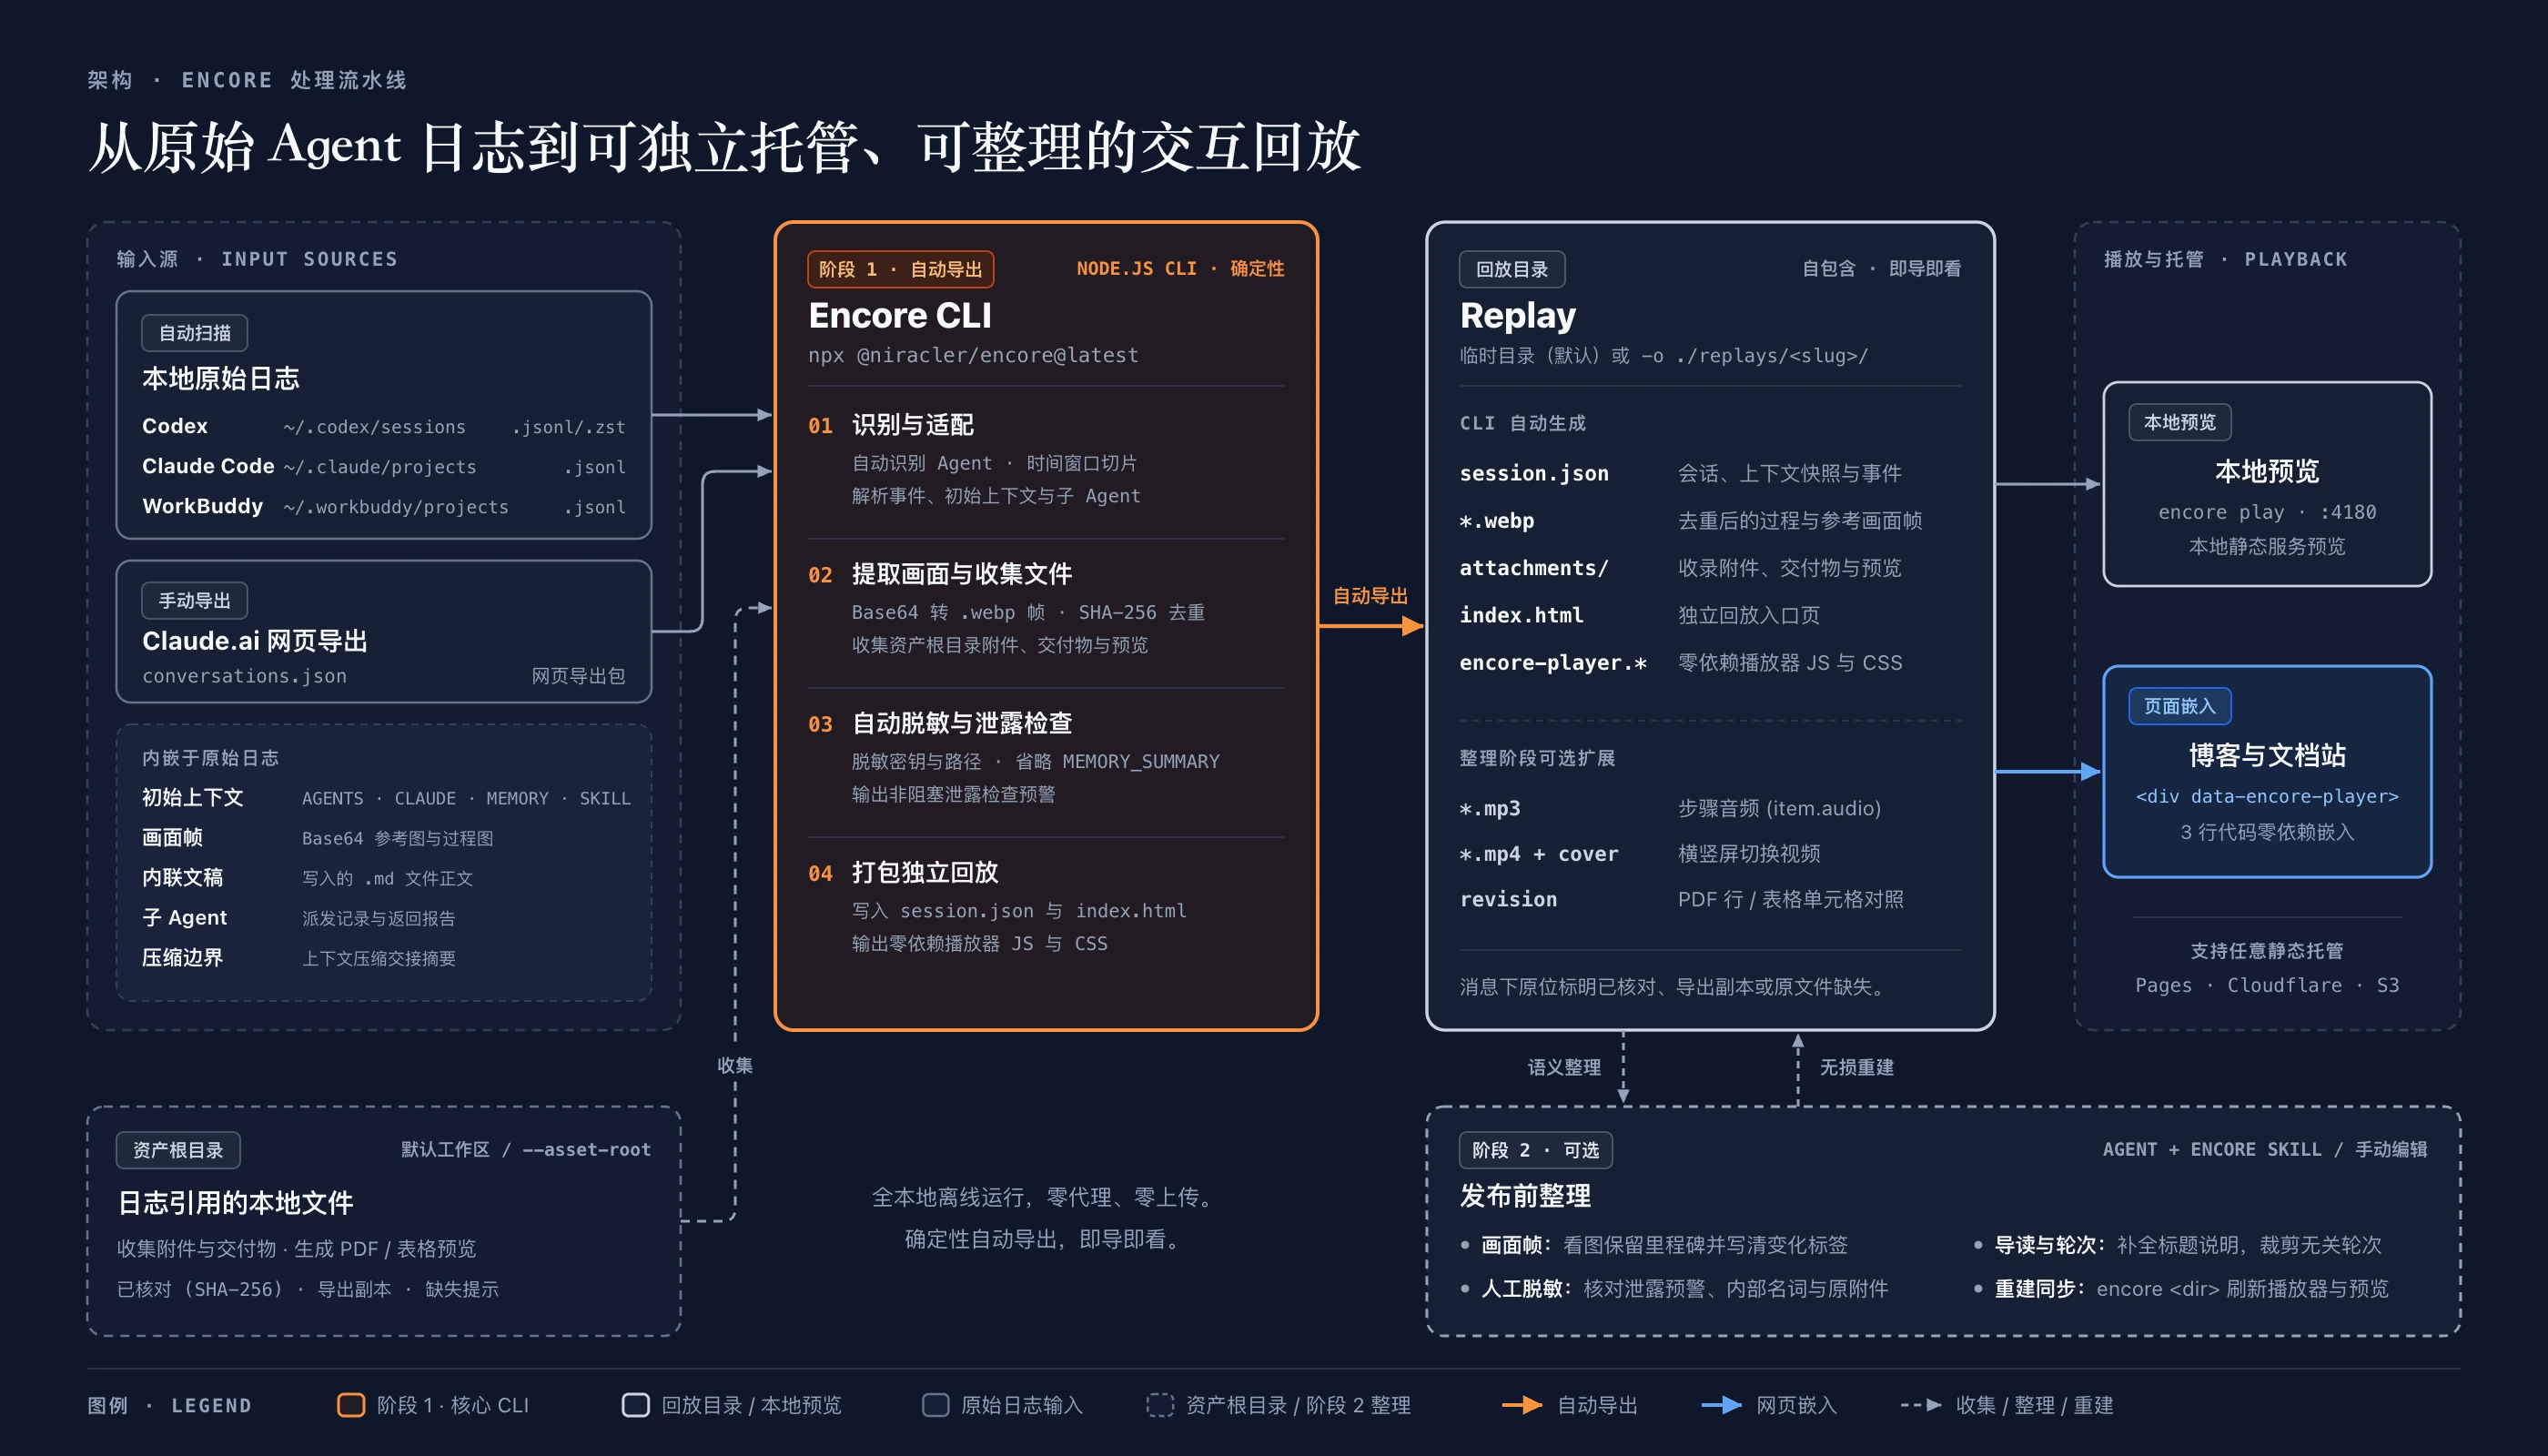 架构 · ENCORE 处理流水线
从原始 Agent 日志到可独立托管、可整理的交互回放
输入源 · INPUT SOURCES
自动扫描
本地原始日志
Codex ~/.codex/sessions .jsonl/.zst
Claude Code ~/.claude/projects .jsonl
WorkBuddy ~/.workbuddy/projects .jsonl
手动导出
Claude.ai 网页导出
conversations.json 网页导出包
内嵌于原始日志
初始上下文 AGENTS · CLAUDE · MEMORY · SKILL
画面帧 Base64 参考图与过程图
内联文稿 写入的 .md 文件正文
子 Agent 派发记录与返回报告
压缩边界 上下文压缩交接摘要
收集
资产根目录 默认工作区 / --asset-root
日志引用的本地文件
收集附件与交付物 · 生成 PDF / 表格预览
已核对 (SHA-256) · 导出副本 · 缺失提示
阶段 1 · 自动导出 NODE.JS CLI · 确定性
Encore CLI
npx @niracler/encore@latest
01 识别与适配
自动识别 Agent · 时间窗口切片
解析事件、初始上下文与子 Agent
02 提取画面与收集文件
Base64 转 .webp 帧 · SHA-256 去重
收集资产根目录附件、交付物与预览
03 自动脱敏与泄露检查
脱敏密钥与路径 · 省略 MEMORY_SUMMARY
输出非阻塞泄露检查预警
04 打包独立回放
写入 session.json 与 index.html
输出零依赖播放器 JS 与 CSS
全本地离线运行，零代理、零上传。
确定性自动导出，即导即看。
自动导出
回放目录 自包含 · 即导即看
Replay
临时目录（默认）或 -o ./replays/<slug>/
CLI 自动生成
session.json 会话、上下文快照与事件
*.webp 去重后的过程与参考画面帧
attachments/ 收录附件、交付物与预览
index.html 独立回放入口页
encore-player.* 零依赖播放器 JS 与 CSS
整理阶段可选扩展
*.mp3 步骤音频 (item.audio)
*.mp4 + cover 横竖屏切换视频
revision PDF 行 / 表格单元格对照
消息下原位标明已核对、导出副本或原文件缺失。
语义整理 无损重建
播放与托管 · PLAYBACK
本地预览
本地预览
encore play · :4180
本地静态服务预览
页面嵌入
博客与文档站
<div data-encore-player>
3 行代码零依赖嵌入
支持任意静态托管
Pages · Cloudflare · S3
阶段 2 · 可选 AGENT + ENCORE SKILL / 手动编辑
发布前整理
• 画面帧：看图保留里程碑并写清变化标签 • 导读与轮次：补全标题说明，裁剪无关轮次
• 人工脱敏：核对泄露预警、内部名词与原附件 • 重建同步：encore <dir> 刷新播放器与预览
图例 · LEGEND 阶段 1 · 核心 CLI 回放目录 / 本地预览 原始日志输入 资产根目录 / 阶段 2 整理 自动导出 网页嵌入 收集 / 整理 / 重建